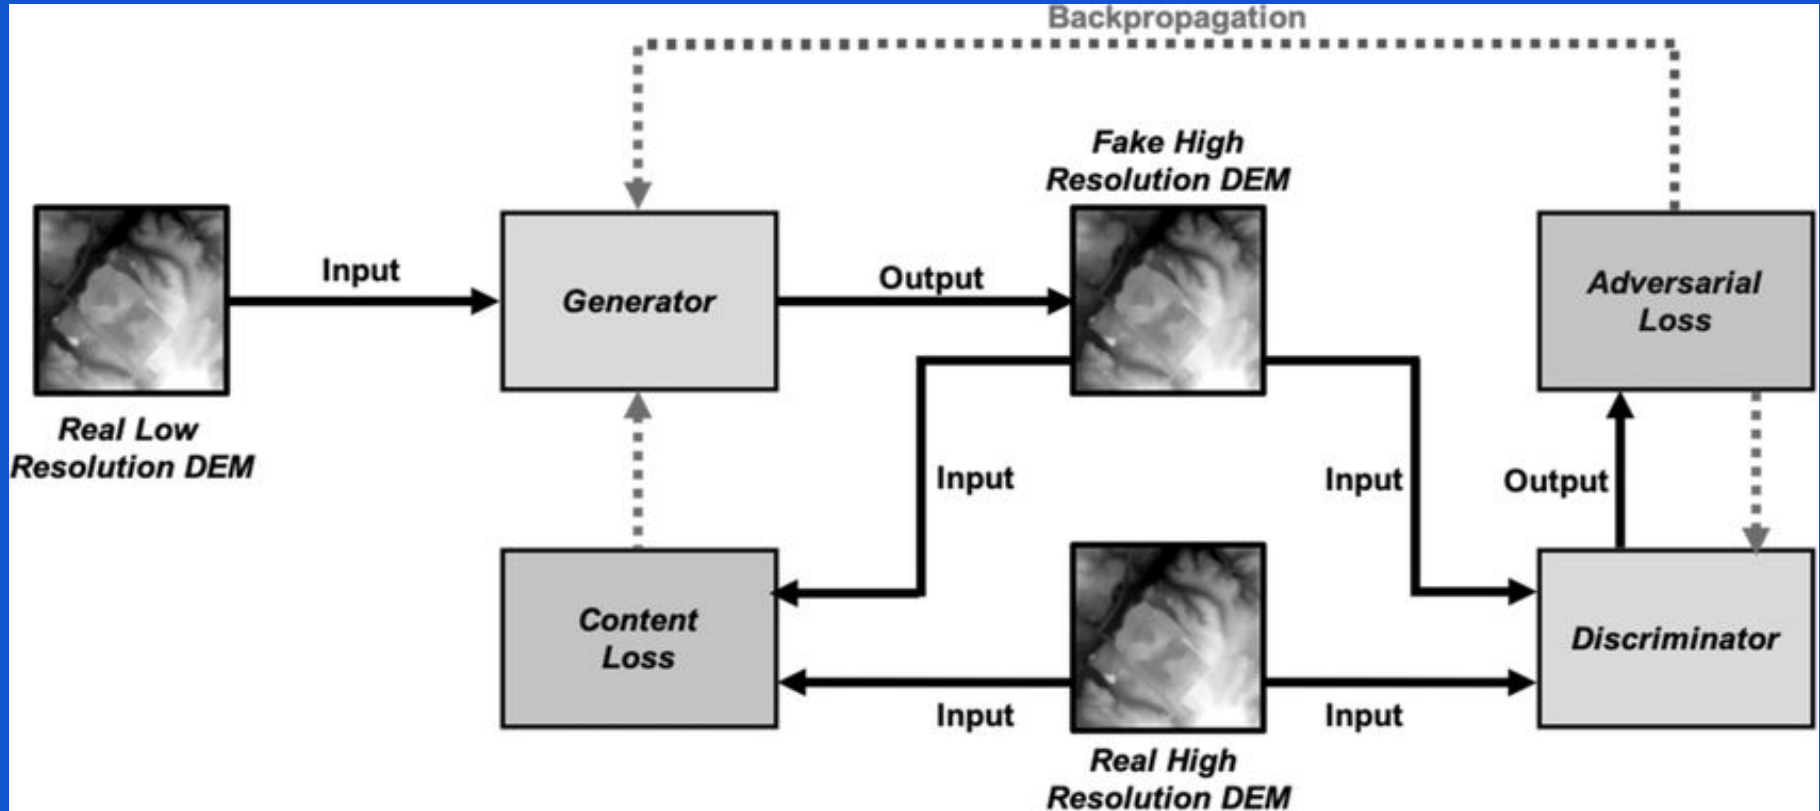 Backpropagation
Fake High
Resolution DEM
Input
Output
Generator
Adversarial
Loss
Real Low
Resolution DEM
Input
Input
Output
Content
Loss
Discriminator
Input
Input
Real High
Resolution DEM